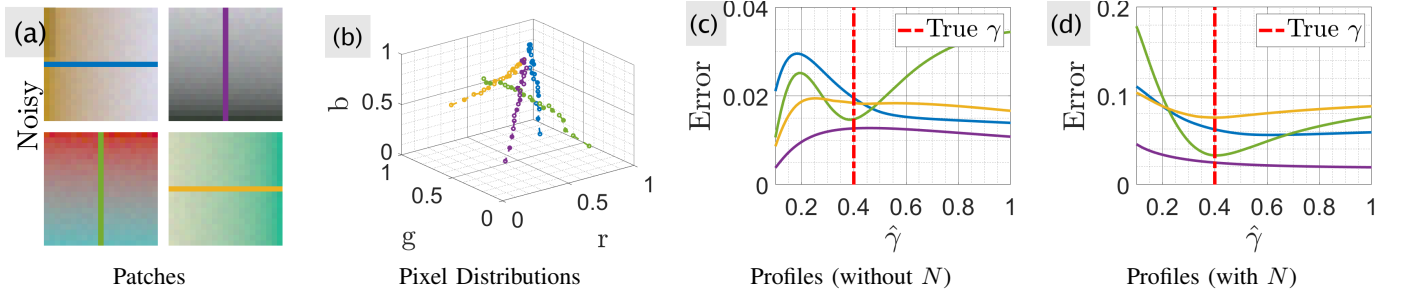 (a)
Noisy
Patches
(b)
1
0.5
0
b
1
0.5
0
g
0
0.5
1
r
Pixel Distributions
(c)
0.04
0.02
0
Error
True γ
0.2 0.4 0.6 0.8 1
γ̂
Profiles (without N)
(d)
0.2
0.1
0
Error
True γ
0.2 0.4 0.6 0.8 1
γ̂
Profiles (with N)